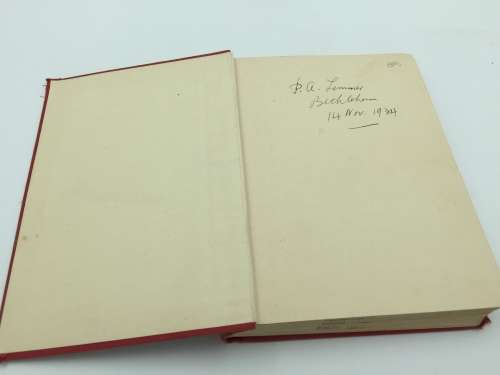 D. A. Lemmer
Bethlehem
14 Nov. 1934